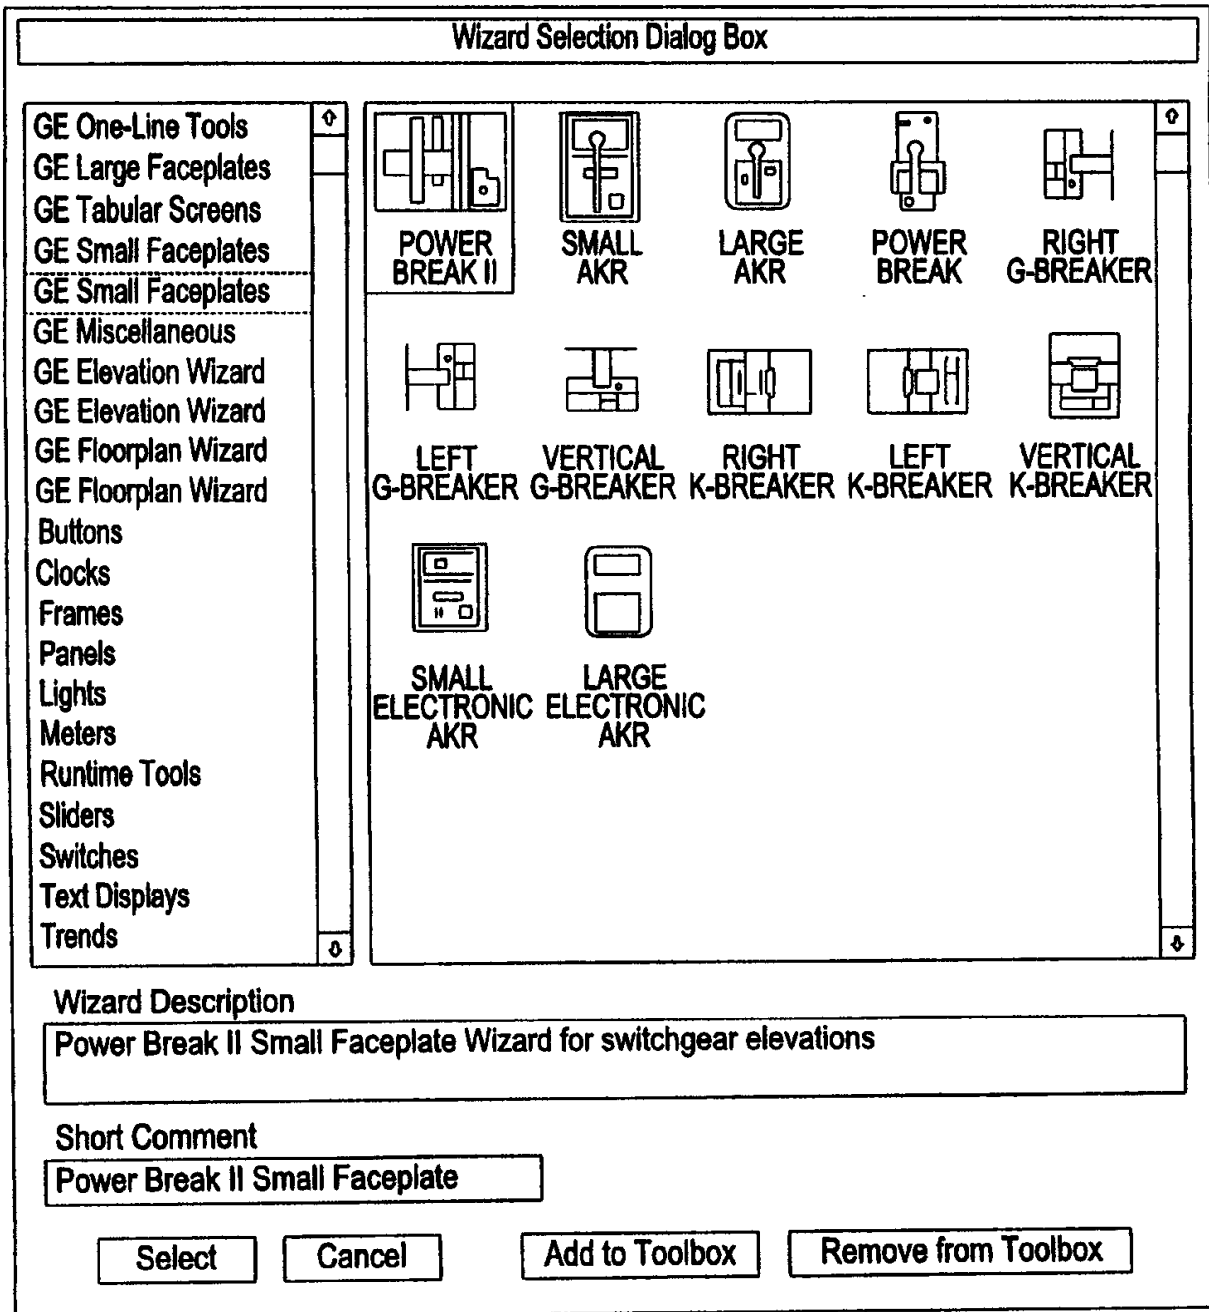 Wizard Selection Dialog Box
GE One-Line Tools
GE Large Faceplates
GE Tabular Screens
GE Small Faceplates
GE Small Faceplates
GE Miscellaneous
GE Elevation Wizard
GE Elevation Wizard
GE Floorplan Wizard
GE Floorplan Wizard
Buttons
Clocks
Frames
Panels
Lights
Meters
Runtime Tools
Sliders
Switches
Text Displays
Trends
POWER
BREAK II
SMALL
AKR
LARGE
AKR
POWER
BREAK
RIGHT
G-BREAKER
LEFT
G-BREAKER
VERTICAL
G-BREAKER
RIGHT
K-BREAKER
LEFT
K-BREAKER
VERTICAL
K-BREAKER
SMALL
ELECTRONIC
AKR
LARGE
ELECTRONIC
AKR
Wizard Description
Power Break II Small Faceplate Wizard for switchgear elevations
Short Comment
Power Break II Small Faceplate
Select
Cancel
Add to Toolbox
Remove from Toolbox